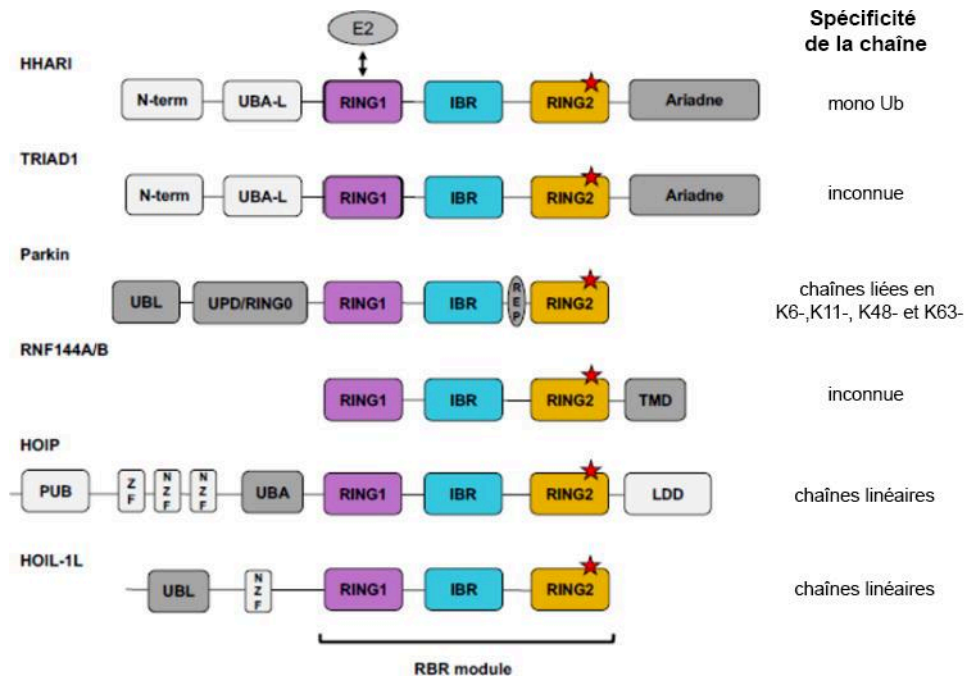 E2
Spécificité
de la chaîne
HHARI
N-term UBA-L RING1 IBR RING2 Ariadne mono Ub
TRIAD1
N-term UBA-L RING1 IBR RING2 Ariadne inconnue
Parkin
UBL UPD/RING0 RING1 IBR REP RING2 chaînes liées en
K6-,K11-, K48- et K63-
RNF144A/B
RING1 IBR RING2 TMD inconnue
HOIP
PUB ZF NZF NZF UBA RING1 IBR RING2 LDD chaînes linéaires
HOIL-1L
UBL NZF RING1 IBR RING2 chaînes linéaires
RBR module